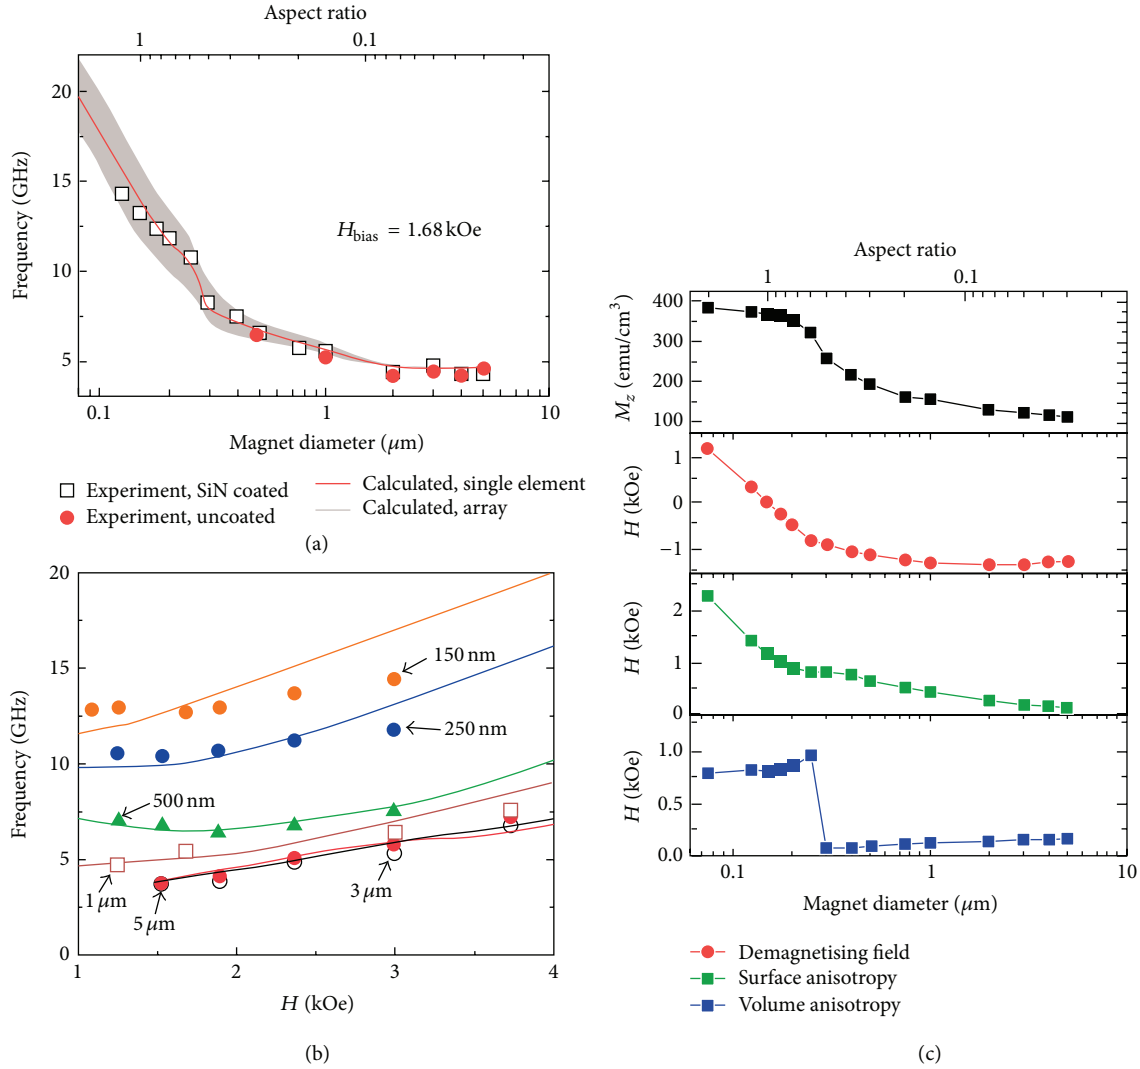 Aspect ratio
1 0.1
20
15
10
5
Frequency (GHz)
H_bias = 1.68 kOe
0.1 1 10
Magnet diameter (μm)
Experiment, SiN coated
Experiment, uncoated
Calculated, single element
Calculated, array
(a)
20
15
10
5
0
Frequency (GHz)
150 nm
250 nm
500 nm
1 μm
5 μm
3 μm
1 2 3 4
H (kOe)
(b)
Aspect ratio
1 0.1
400
300
200
100
M_z (emu/cm³)
1
0
−1
H (kOe)
2
1
0
H (kOe)
1.0
0.5
0.0
H (kOe)
0.1 1 10
Magnet diameter (μm)
Demagnetising field
Surface anisotropy
Volume anisotropy
(c)